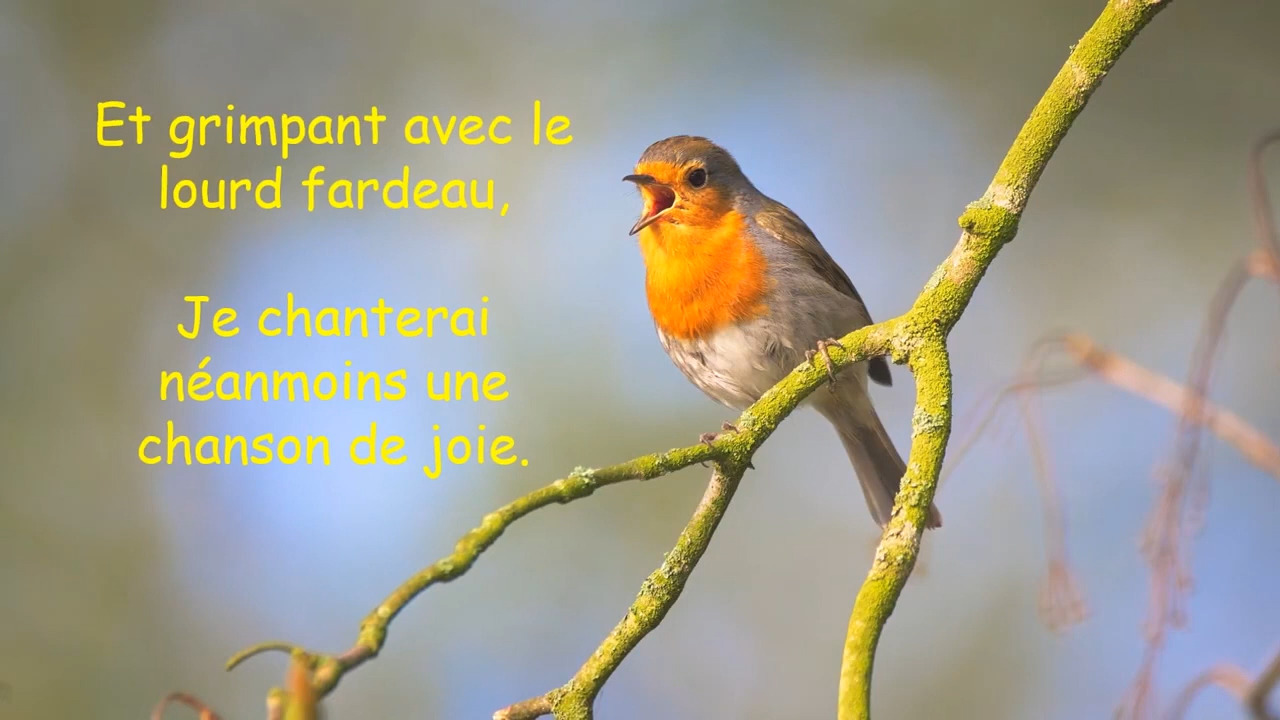 Et grimpant avec le
lourd fardeau,
Je chanterai
néanmoins une
chanson de joie.